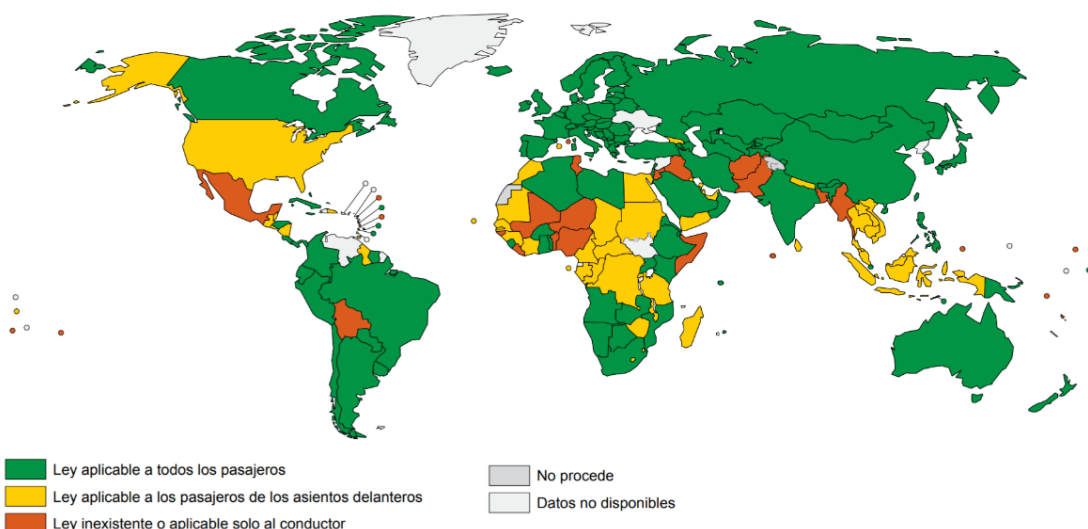 Ley aplicable a todos los pasajeros
Ley aplicable a los pasajeros de los asientos delanteros
Ley inexistente o aplicable solo al conductor
No procede
Datos no disponibles